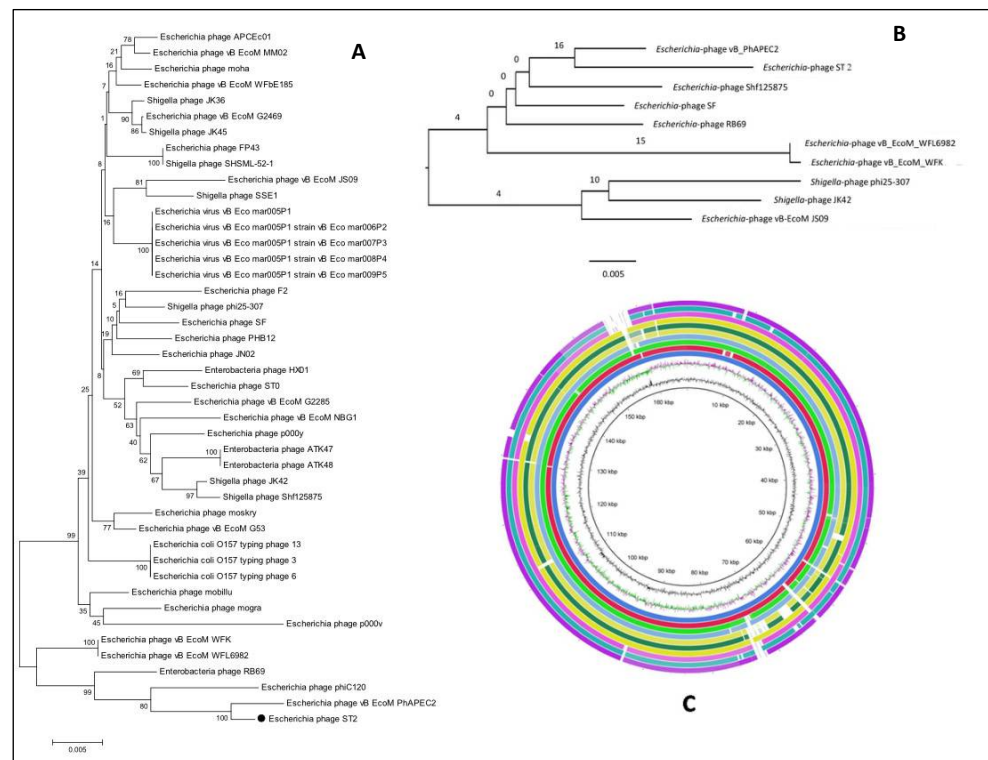 A
78
Escherichia phage APCEc01
21
Escherichia phage vB EcoM MM02
16
Escherichia phage moha
7
Escherichia phage vB EcoM WFbE185
1
Shigella phage JK36
90
Escherichia phage vB EcoM G2469
86
Shigella phage JK45
Escherichia phage FP43
100
Shigella phage SHSML-52-1
8
81
Escherichia phage vB EcoM JS09
Shigella phage SSE1
16
Escherichia virus vB Eco mar005P1
Escherichia virus vB Eco mar005P1 strain vB Eco mar006P2
Escherichia virus vB Eco mar005P1 strain vB Eco mar007P3
100
Escherichia virus vB Eco mar005P1 strain vB Eco mar008P4
Escherichia virus vB Eco mar005P1 strain vB Eco mar009P5
14
16
Escherichia phage F2
5
Shigella phage phi25-307
10
Escherichia phage SF
19
Escherichia phage PHB12
Escherichia phage JN02
8
69
Enterobacteria phage HX01
Escherichia phage ST0
25
52
Escherichia phage vB EcoM G2285
63
Escherichia phage vB EcoM NBG1
40
Escherichia phage p000y
62
100
Enterobacteria phage ATK47
Enterobacteria phage ATK48
67
Shigella phage JK42
97
Shigella phage Shf125875
39
Escherichia phage moskry
77
Escherichia phage vB EcoM G53
99
Escherichia coli O157 typing phage 13
Escherichia coli O157 typing phage 3
100
Escherichia coli O157 typing phage 6
Escherichia phage mobillu
35
Escherichia phage mogra
45
Escherichia phage p000v
100
Escherichia phage vB EcoM WFK
Escherichia phage vB EcoM WFL6982
Enterobacteria phage RB69
99
Escherichia phage phiC120
80
Escherichia phage vB EcoM PhAPEC2
100
Escherichia phage ST2
0.005
B
16
Escherichia-phage vB_PhAPEC2
0
Escherichia-phage ST 2
0
Escherichia-phage Shf125875
0
Escherichia-phage SF
4
Escherichia-phage RB69
15
Escherichia-phage vB_EcoM_WFL6982
Escherichia-phage vB_EcoM_WFK
10
Shigella-phage phi25-307
4
Shigella-phage JK42
Escherichia-phage vB-EcoM JS09
0.005
160 kbp
10 kbp
150 kbp
20 kbp
140 kbp
30 kbp
130 kbp
40 kbp
120 kbp
50 kbp
110 kbp
60 kbp
100 kbp
70 kbp
90 kbp
80 kbp
C